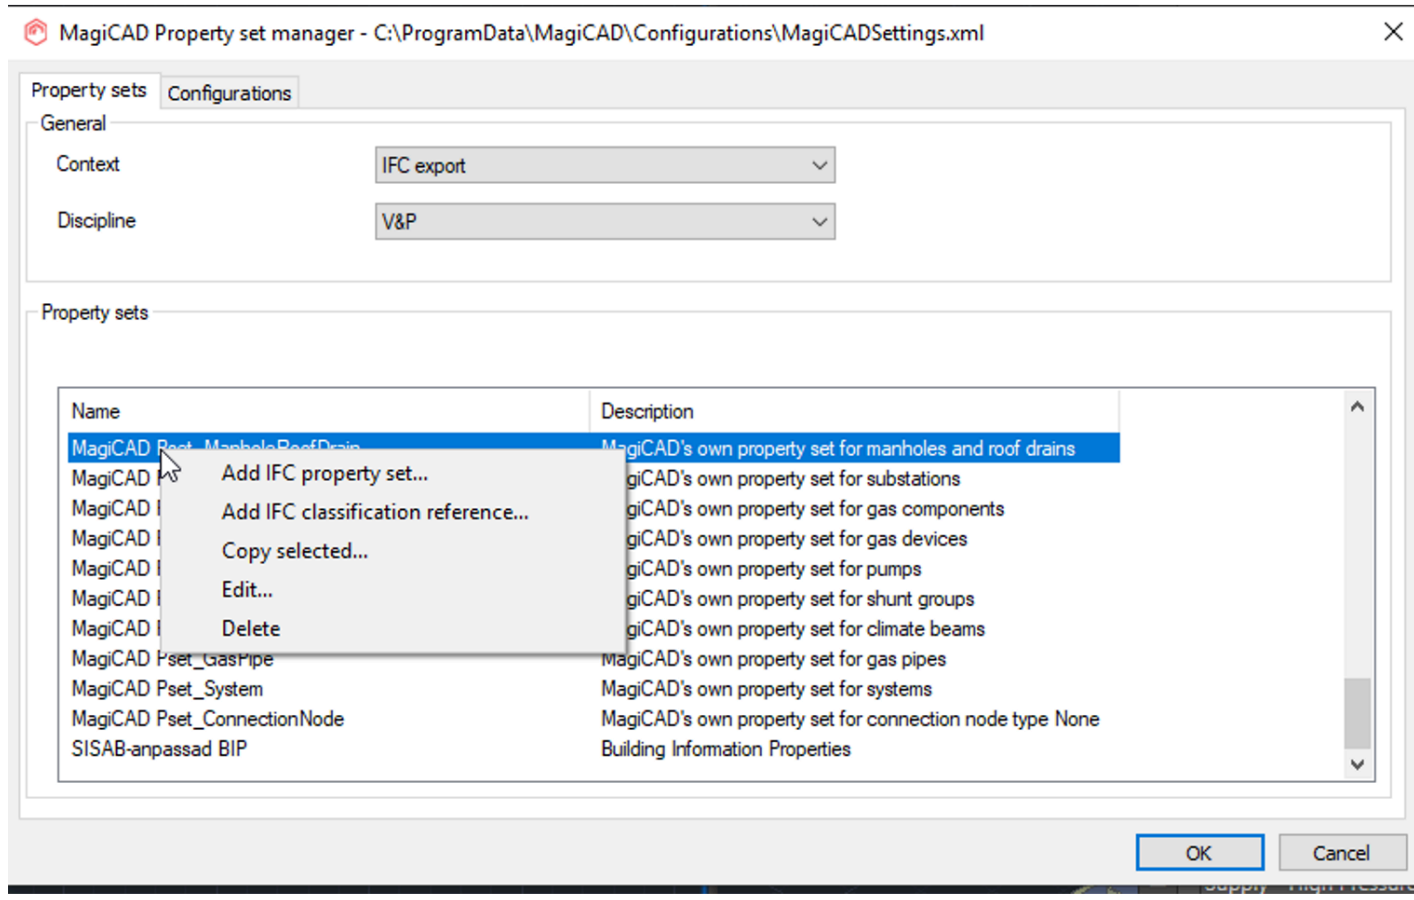 MagiCAD Property set manager - C:\ProgramData\MagiCAD\Configurations\MagiCADSettings.xml
Property sets Configurations
General
Context IFC export
Discipline V&P
Property sets
Name Description
MagiCAD Pset_ManholeRoofDrain MagiCAD's own property set for manholes and roof drains
Add IFC property set...
Add IFC classification reference...
Copy selected...
Edit...
Delete
MagiCAD giCAD's own property set for substations
MagiCAD giCAD's own property set for gas components
MagiCAD giCAD's own property set for gas devices
MagiCAD giCAD's own property set for pumps
MagiCAD giCAD's own property set for shunt groups
MagiCAD giCAD's own property set for climate beams
MagiCAD Pset_GasPipe MagiCAD's own property set for gas pipes
MagiCAD Pset_System MagiCAD's own property set for systems
MagiCAD Pset_ConnectionNode MagiCAD's own property set for connection node type None
SISAB-anpassad BIP Building Information Properties
OK Cancel